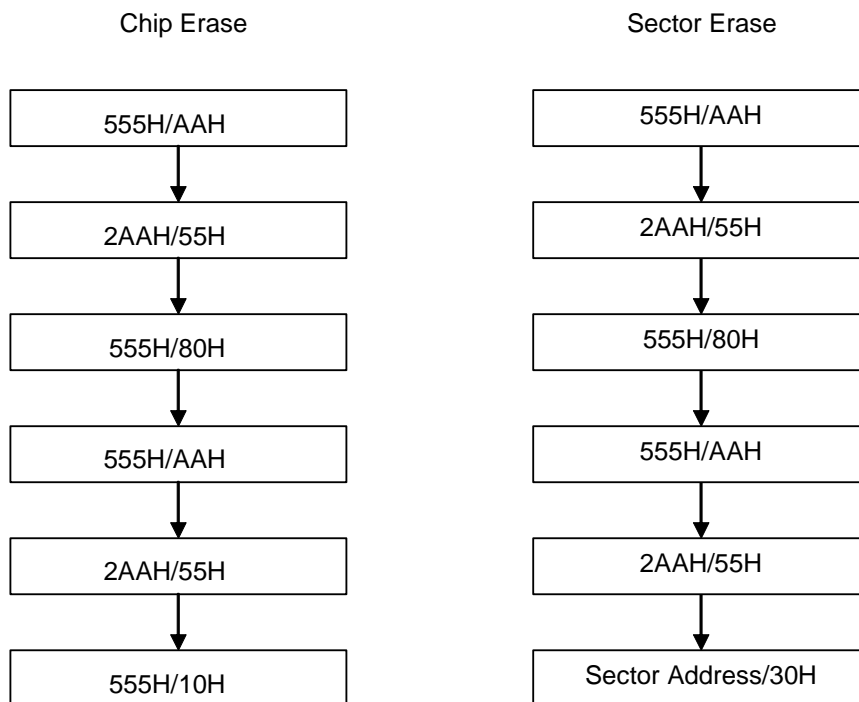 Chip Erase
555H/AAH
2AAH/55H
555H/80H
555H/AAH
2AAH/55H
555H/10H
Sector Erase
555H/AAH
2AAH/55H
555H/80H
555H/AAH
2AAH/55H
Sector Address/30H